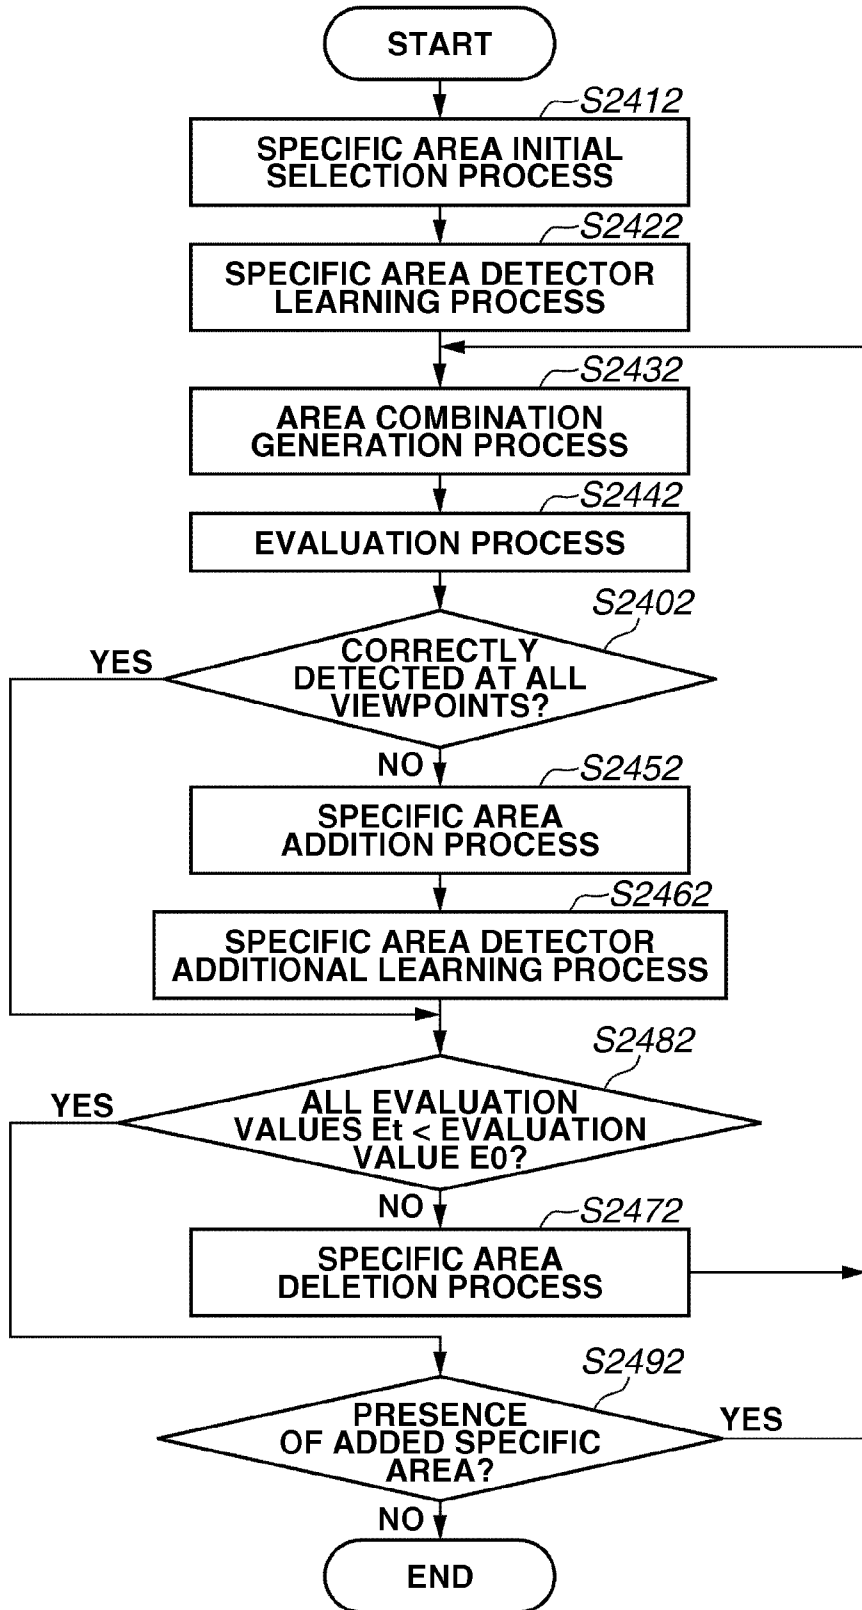 START
S2412
SPECIFIC AREA INITIAL
SELECTION PROCESS
S2422
SPECIFIC AREA DETECTOR
LEARNING PROCESS
S2432
AREA COMBINATION
GENERATION PROCESS
S2442
EVALUATION PROCESS
S2402
YES
CORRECTLY
DETECTED AT ALL
VIEWPOINTS?
NO
S2452
SPECIFIC AREA
ADDITION PROCESS
S2462
SPECIFIC AREA DETECTOR
ADDITIONAL LEARNING PROCESS
S2482
YES
ALL EVALUATION
VALUES Et < EVALUATION
VALUE E0?
NO
S2472
SPECIFIC AREA
DELETION PROCESS
S2492
PRESENCE
OF ADDED SPECIFIC
AREA?
YES
NO
END